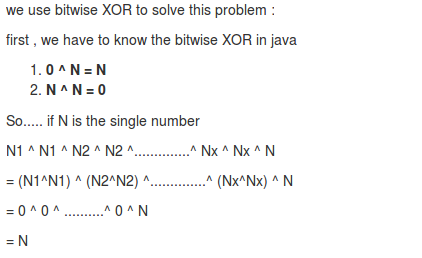 we use bitwise XOR to solve this problem :
first , we have to know the bitwise XOR in java
1. 0 ^ N = N
2. N ^ N = 0
So..... if N is the single number
N1 ^ N1 ^ N2 ^ N2 ^..............^ Nx ^ Nx ^ N
= (N1^N1) ^ (N2^N2) ^..............^ (Nx^Nx) ^ N
= 0 ^ 0 ^ ..........^ 0 ^ N
= N